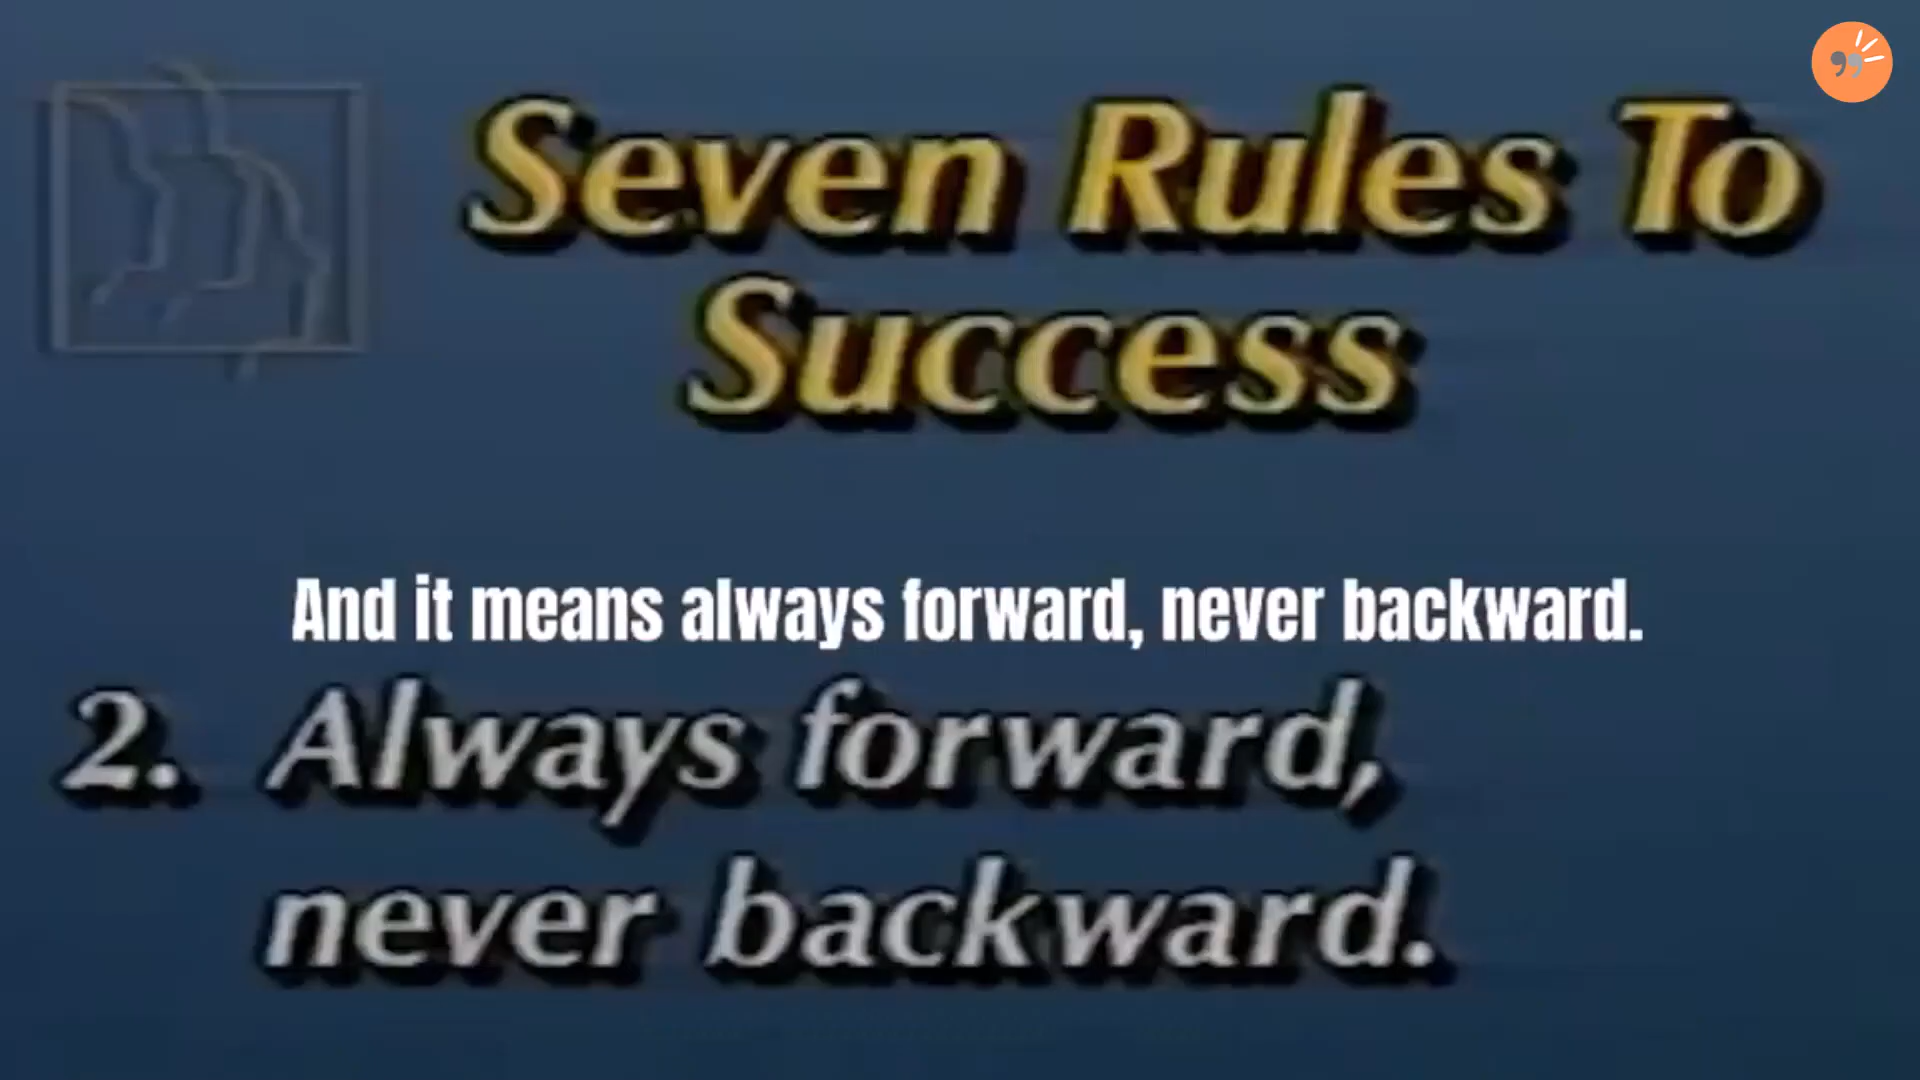 Seven Rules To
Success
And it means always forward, never backward.
2. Always forward,
never backward.